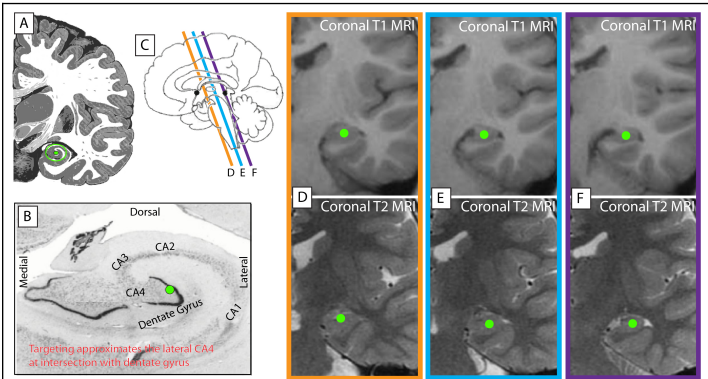 A
C
D E F
B
Dorsal
Medial
Lateral
CA3
CA2
CA4
CA1
Dentate Gyrus
Targeting approximates the lateral CA4
at intersection with dentate gyrus
Coronal T1 MRI
Coronal T1 MRI
Coronal T1 MRI
D
Coronal T2 MRI
E
Coronal T2 MRI
F
Coronal T2 MRI